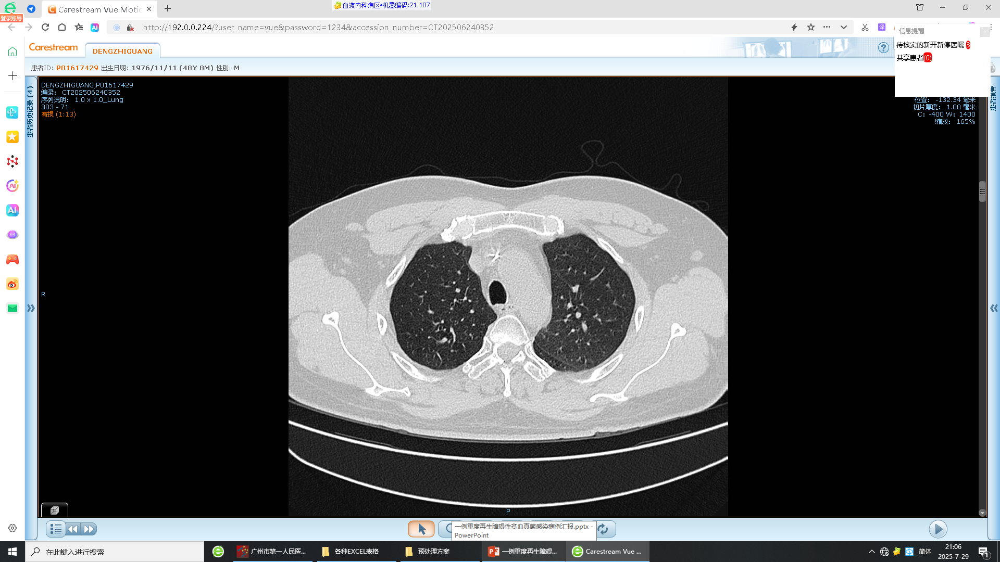 登录账号
Carestream Vue Motic
血液内科病区•机器编码:21.107
http://192.0.0.224/?user_name=vue&password=1234&accession_number=CT202506240352
信息提醒
待核实的新开新停医嘱 3
共享患者(0)
Carestream
DENGZHIGUANG
患者ID: P01617429 出生日期: 1976/11/11 (48Y 8M) 性别: M
患者历史记录 (4)
患者报告
DENGZHIGUANG,P01617429
编录: CT202506240352
序列说明: 1.0 x 1.0_Lung
303 - 71
有损 (1:13)
位置: -132.34 毫米
切片厚度: 1.00 毫米
C: -400 W: 1400
缩放: 165%
R
P
一例重度再生障碍性贫血真菌感染病例汇报.pptx -
PowerPoint
在此键入进行搜索
广州市第一人民医...
各种EXCEL表格
预处理方案
一例重度再生障碍...
Carestream Vue ...
简体
21:06
2025-7-29
1
AI
AI
AI
译